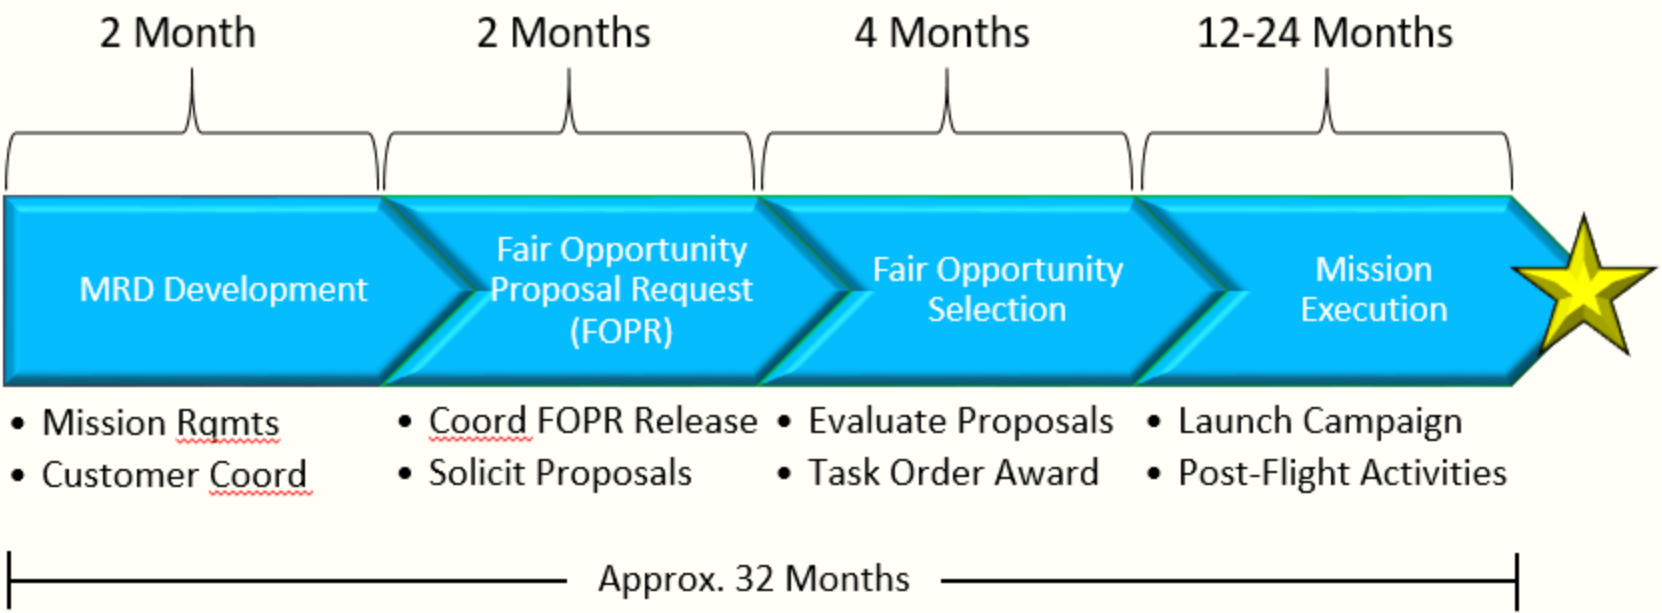 2 Month
2 Months
4 Months
12-24 Months
MRD Development
Fair Opportunity
Proposal Request
(FOPR)
Fair Opportunity
Selection
Mission
Execution
• Mission Rqmts
• Customer Coord
• Coord FOPR Release
• Solicit Proposals
• Evaluate Proposals
• Task Order Award
• Launch Campaign
• Post-Flight Activities
Approx. 32 Months